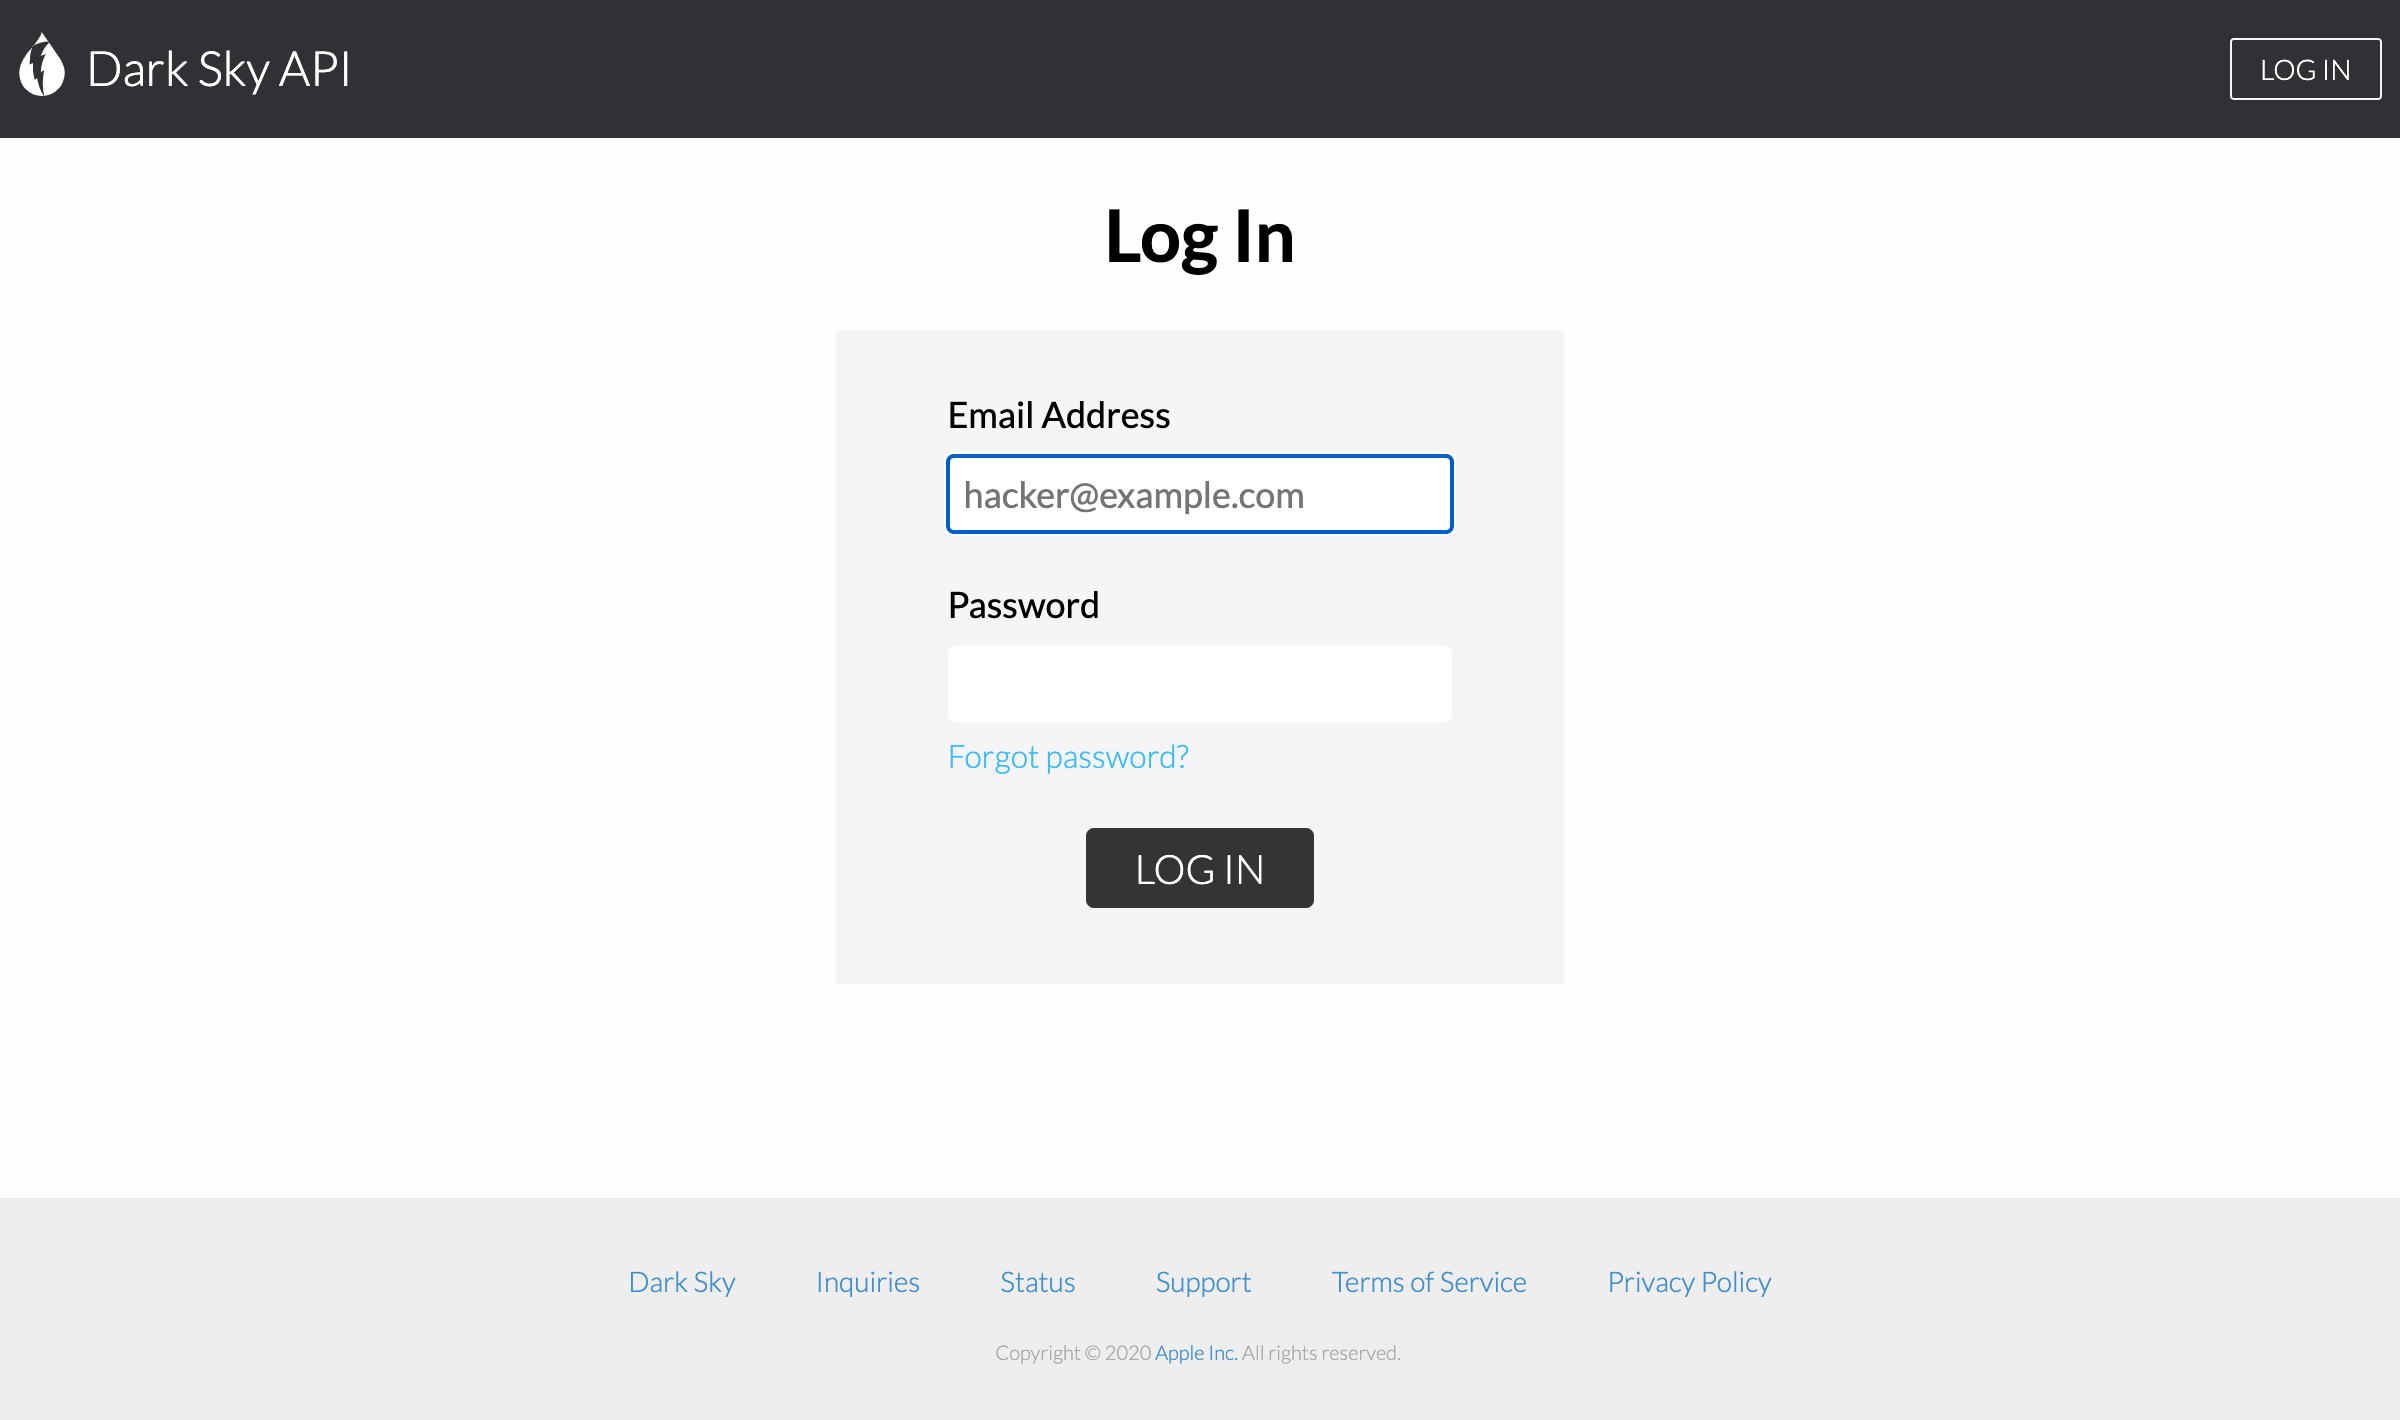 Dark Sky API
LOG IN
Log In
Email Address
hacker@example.com
Password
Forgot password?
LOG IN
Dark Sky Inquiries Status Support Terms of Service Privacy Policy
Copyright © 2020 Apple Inc. All rights reserved.